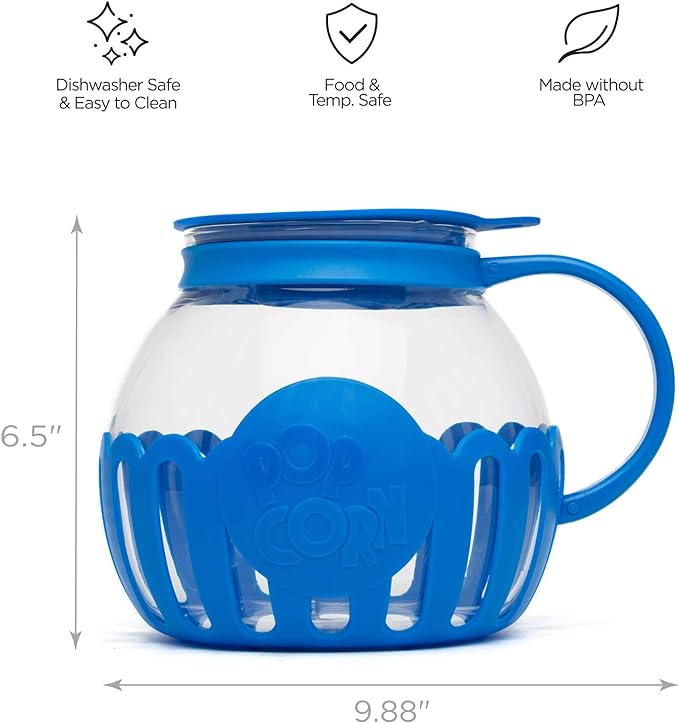 Dishwasher Safe
& Easy to Clean
Food &
Temp. Safe
Made without
BPA
6.5"
POP
CORN
9.88"